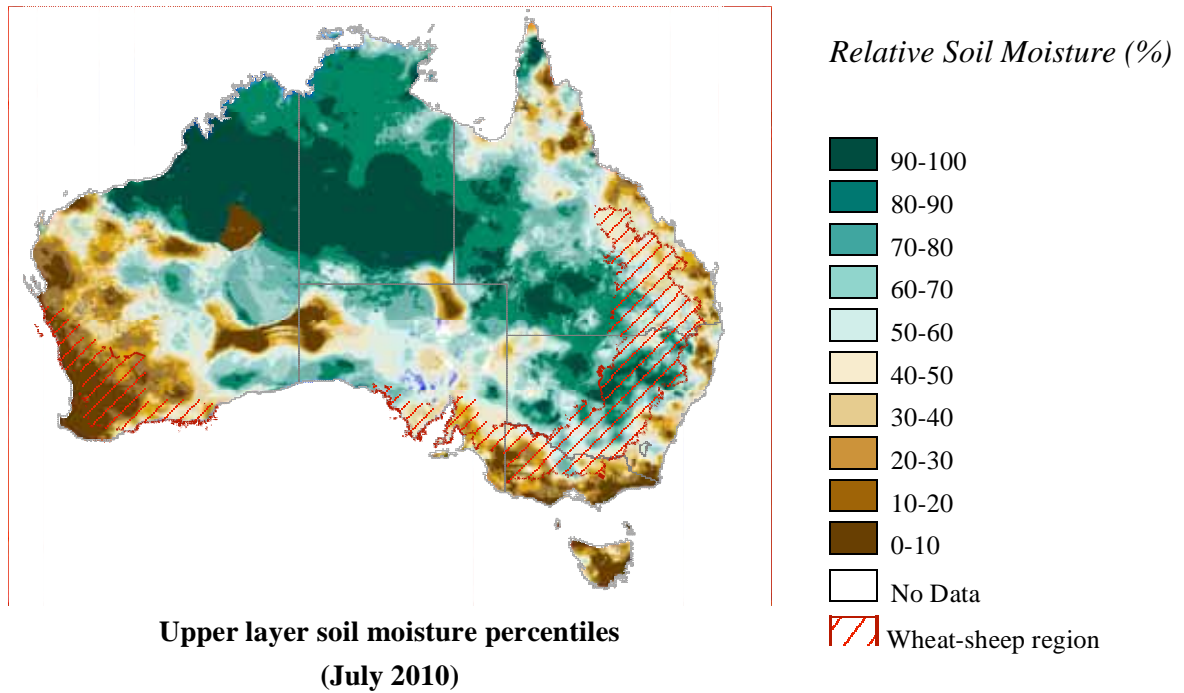 Relative Soil Moisture (%)
90-100
80-90
70-80
60-70
50-60
40-50
30-40
20-30
10-20
0-10
No Data
Wheat-sheep region
Upper layer soil moisture percentiles
(July 2010)